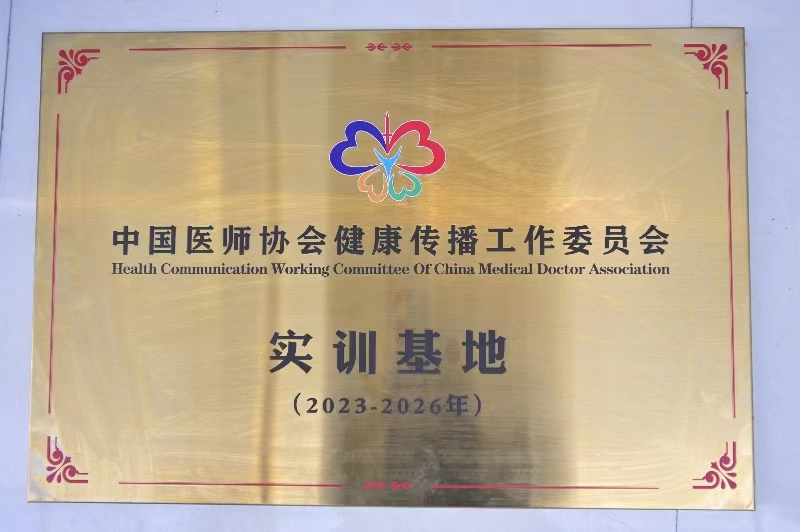 中国医师协会健康传播工作委员会
Health Communication Working Committee Of China Medical Doctor Association
实训基地
（2023-2026年）